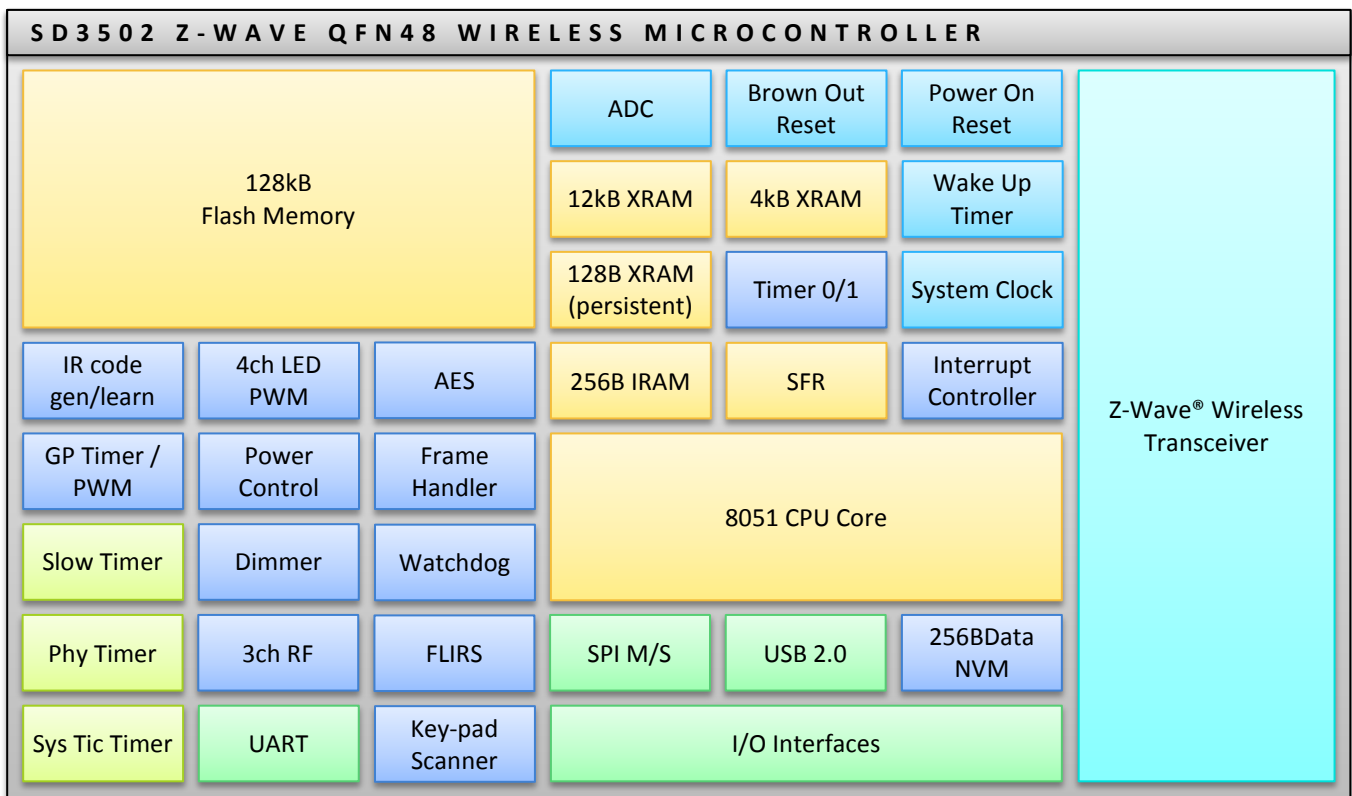 SD3502 Z-WAVE QFN48 WIRELESS MICROCONTROLLER
128kB
Flash Memory
ADC
Brown Out
Reset
Power On
Reset
12kB XRAM
4kB XRAM
Wake Up
Timer
128B XRAM
(persistent)
Timer 0/1
System Clock
IR code
gen/learn
4ch LED
PWM
AES
256B IRAM
SFR
Interrupt
Controller
Z-Wave® Wireless
Transceiver
GP Timer /
PWM
Power
Control
Frame
Handler
8051 CPU Core
Slow Timer
Dimmer
Watchdog
Phy Timer
3ch RF
FLIRS
SPI M/S
USB 2.0
256BData
NVM
Sys Tic Timer
UART
Key-pad
Scanner
I/O Interfaces